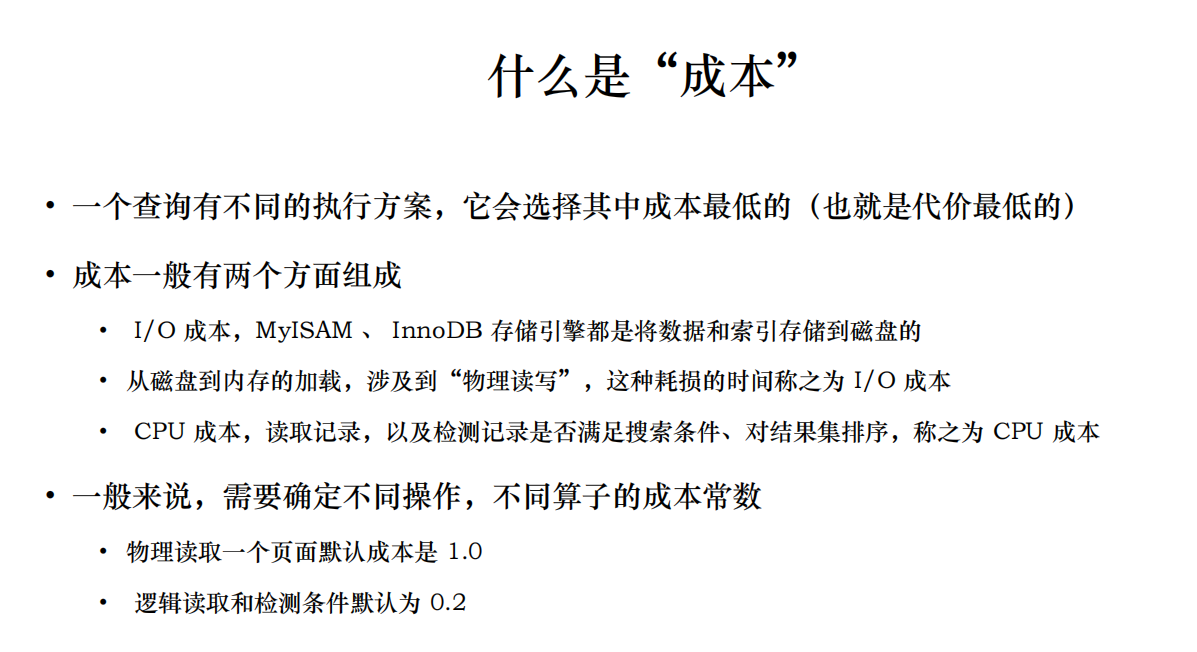 什么是“成本”
• 一个查询有不同的执行方案，它会选择其中成本最低的（也就是代价最低的）
• 成本一般有两个方面组成
• I/O 成本，MyISAM 、 InnoDB 存储引擎都是将数据和索引存储到磁盘的
• 从磁盘到内存的加载，涉及到“物理读写”，这种耗损的时间称之为 I/O 成本
• CPU 成本，读取记录，以及检测记录是否满足搜索条件、对结果集排序，称之为 CPU 成本
• 一般来说，需要确定不同操作，不同算子的成本常数
• 物理读取一个页面默认成本是 1.0
• 逻辑读取和检测条件默认为 0.2